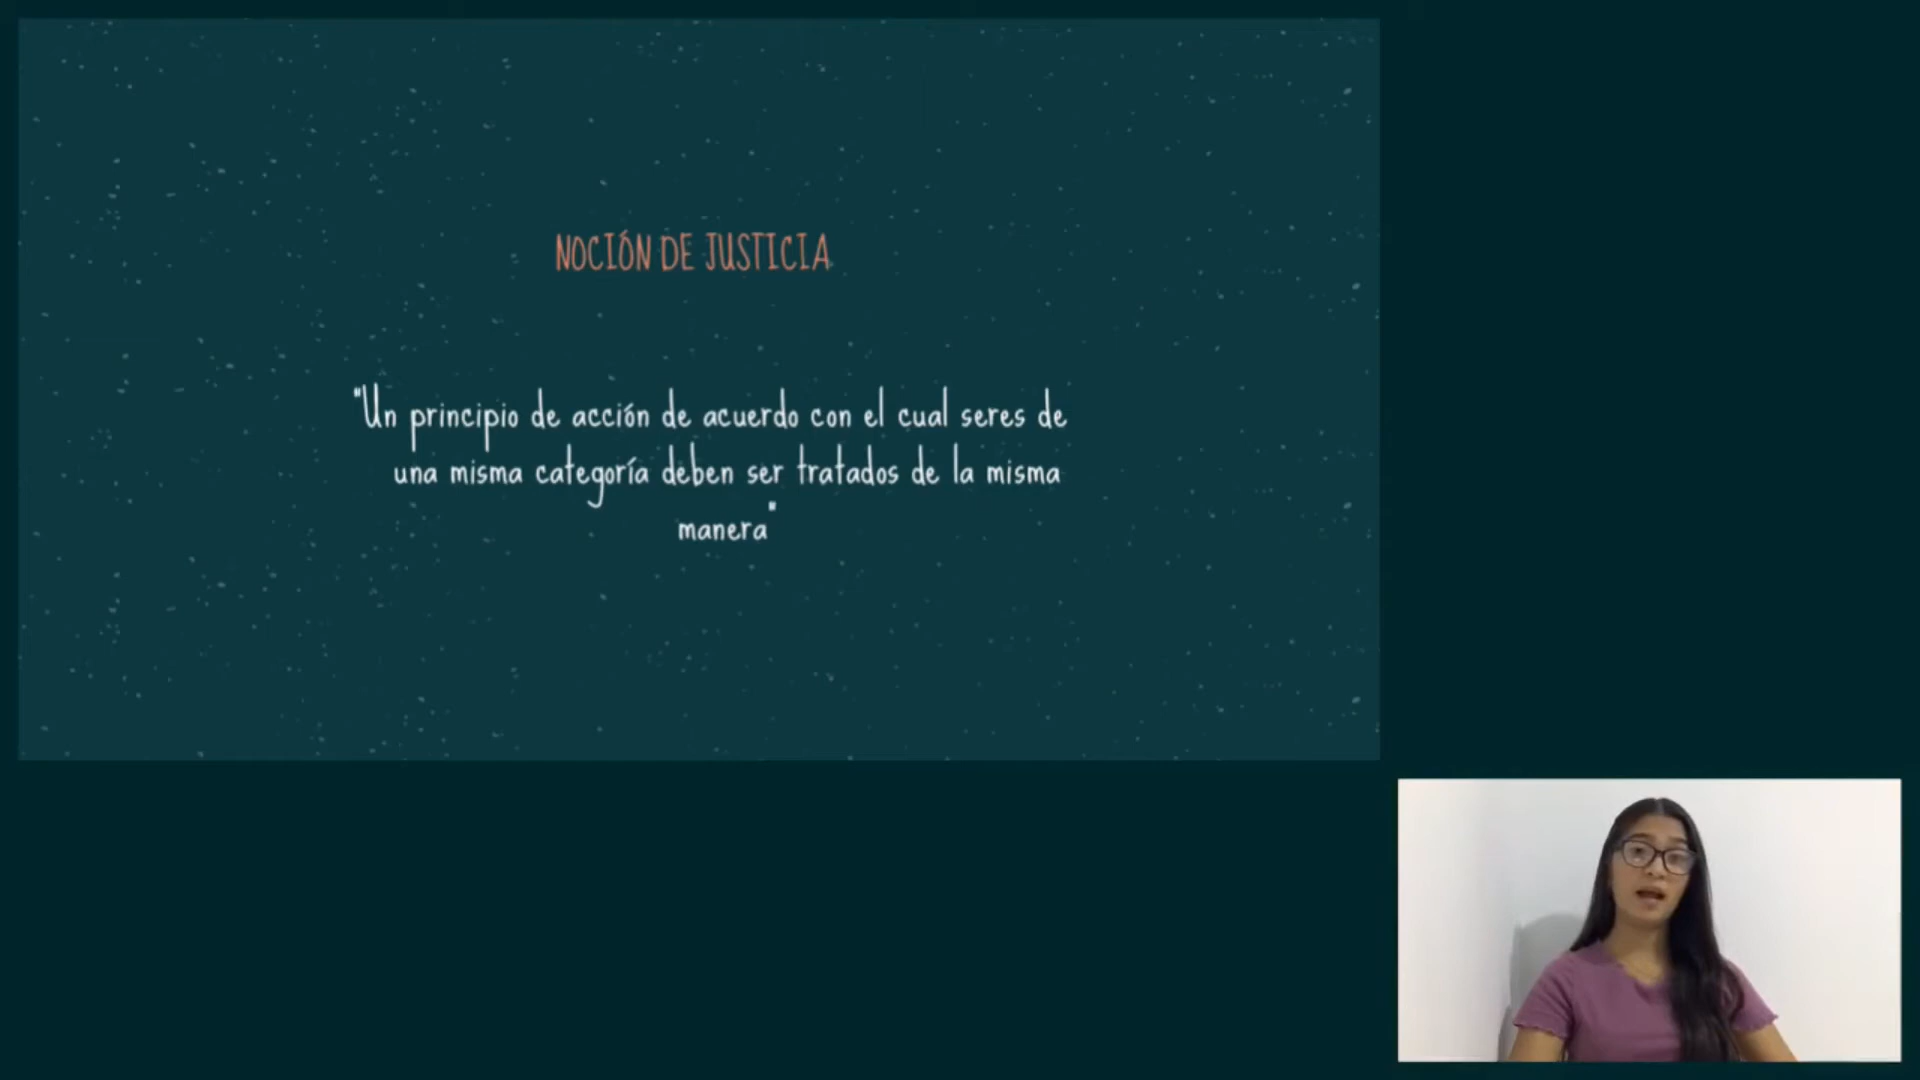 NOCIÓN DE JUSTICIA
"Un principio de acción de acuerdo con el cual seres de
una misma categoría deben ser tratados de la misma
manera"